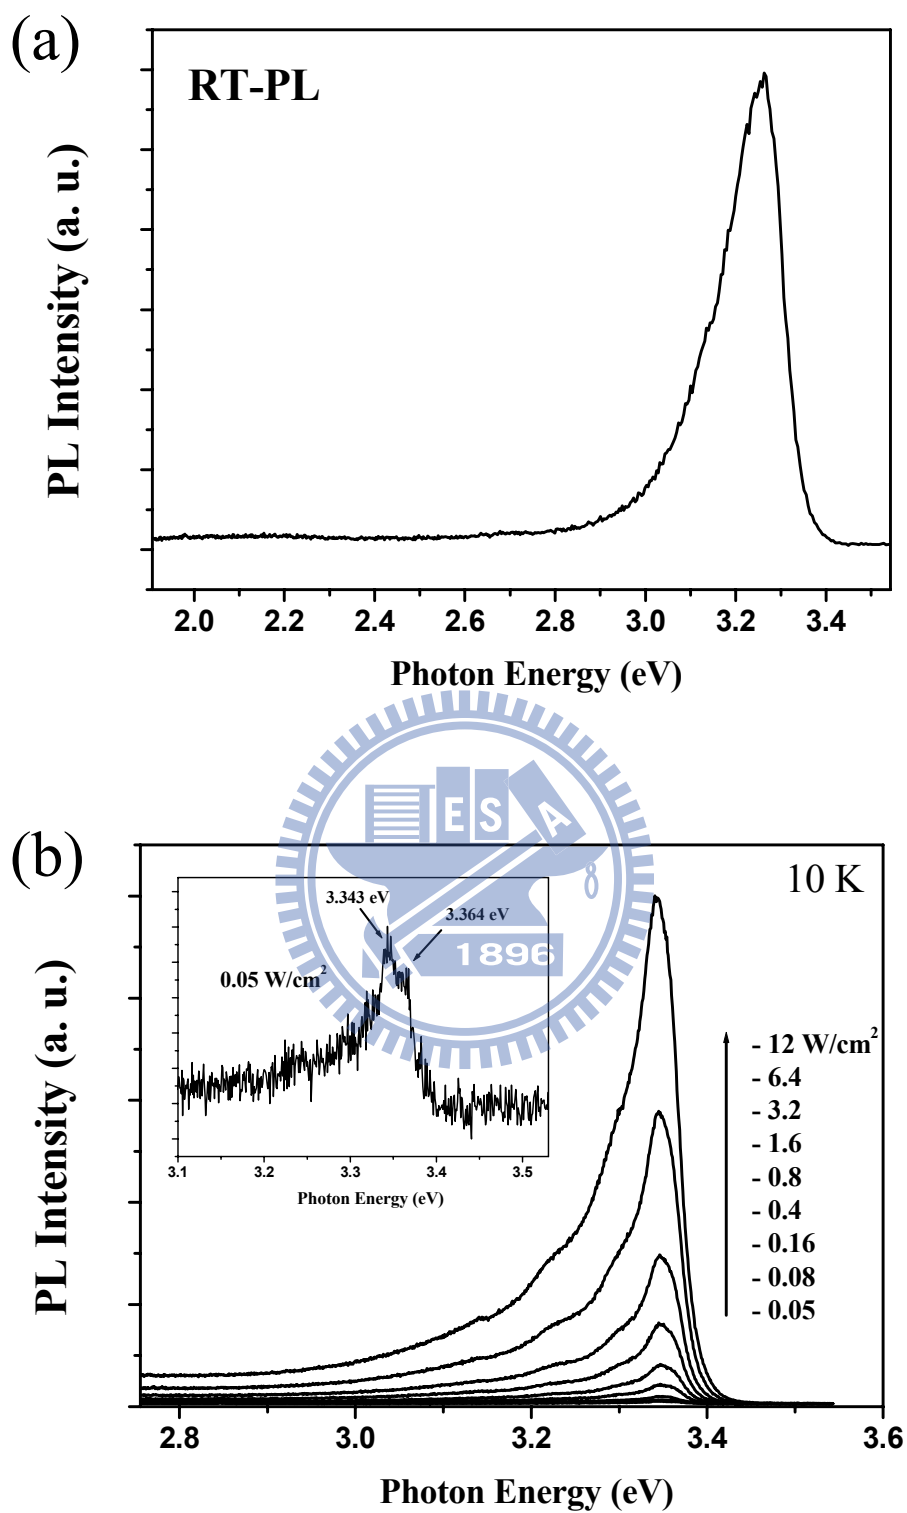 (a)
RT-PL
PL Intensity (a. u.)
2.0 2.2 2.4 2.6 2.8 3.0 3.2 3.4
Photon Energy (eV)
E S A
1896
(b)
10 K
3.343 eV
3.364 eV
0.05 W/cm2
3.1 3.2 3.3 3.4 3.5
Photon Energy (eV)
- 12 W/cm2
- 6.4
- 3.2
- 1.6
- 0.8
- 0.4
- 0.16
- 0.08
- 0.05
PL Intensity (a. u.)
2.8 3.0 3.2 3.4 3.6
Photon Energy (eV)